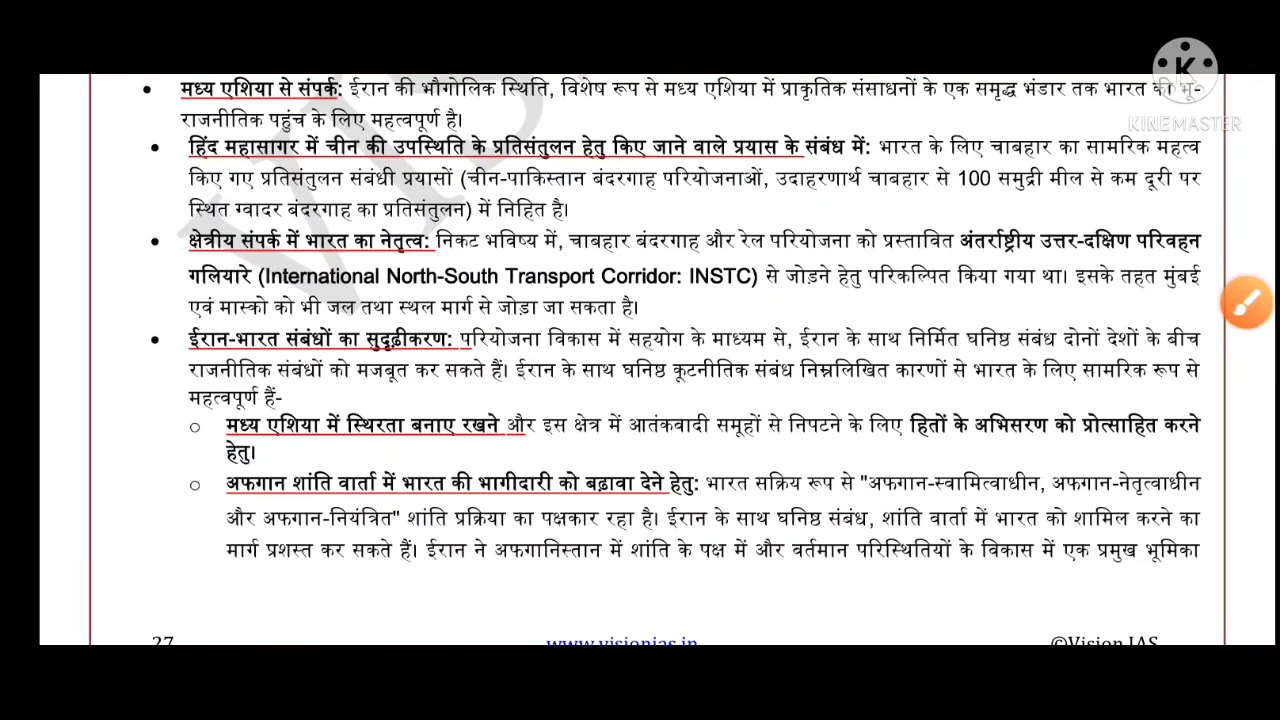 K
KINEMASTER
• मध्य एशिया से संपर्क: ईरान की भौगोलिक स्थिति, विशेष रूप से मध्य एशिया में प्राकृतिक संसाधनों के एक समृद्ध भंडार तक भारत की भू-
राजनीतिक पहुंच के लिए महत्वपूर्ण है।
• हिंद महासागर में चीन की उपस्थिति के प्रतिसंतुलन हेतु किए जाने वाले प्रयास के संबंध में: भारत के लिए चाबहार का सामरिक महत्व
किए गए प्रतिसंतुलन संबंधी प्रयासों (चीन-पाकिस्तान बंदरगाह परियोजनाओं, उदाहरणार्थ चाबहार से 100 समुद्री मील से कम दूरी पर
स्थित ग्वादर बंदरगाह का प्रतिसंतुलन) में निहित है।
• क्षेत्रीय संपर्क में भारत का नेतृत्व: निकट भविष्य में, चाबहार बंदरगाह और रेल परियोजना को प्रस्तावित अंतर्राष्ट्रीय उत्तर-दक्षिण परिवहन
गलियारे (International North-South Transport Corridor: INSTC) से जोड़ने हेतु परिकल्पित किया गया था। इसके तहत मुंबई
एवं मास्को को भी जल तथा स्थल मार्ग से जोड़ा जा सकता है।
• ईरान-भारत संबंधों का सुदृढ़ीकरण: परियोजना विकास में सहयोग के माध्यम से, ईरान के साथ निर्मित घनिष्ठ संबंध दोनों देशों के बीच
राजनीतिक संबंधों को मजबूत कर सकते हैं। ईरान के साथ घनिष्ठ कूटनीतिक संबंध निम्नलिखित कारणों से भारत के लिए सामरिक रूप से
महत्वपूर्ण हैं-
o मध्य एशिया में स्थिरता बनाए रखने और इस क्षेत्र में आतंकवादी समूहों से निपटने के लिए हितों के अभिसरण को प्रोत्साहित करने
हेतु।
o अफगान शांति वार्ता में भारत की भागीदारी को बढ़ावा देने हेतु: भारत सक्रिय रूप से "अफगान-स्वामित्वाधीन, अफगान-नेतृत्वाधीन
और अफगान-नियंत्रित" शांति प्रक्रिया का पक्षकार रहा है। ईरान के साथ घनिष्ठ संबंध, शांति वार्ता में भारत को शामिल करने का
मार्ग प्रशस्त कर सकते हैं। ईरान ने अफगानिस्तान में शांति के पक्ष में और वर्तमान परिस्थितियों के विकास में एक प्रमुख भूमिका
27 www.visionias.in ©Vision IAS